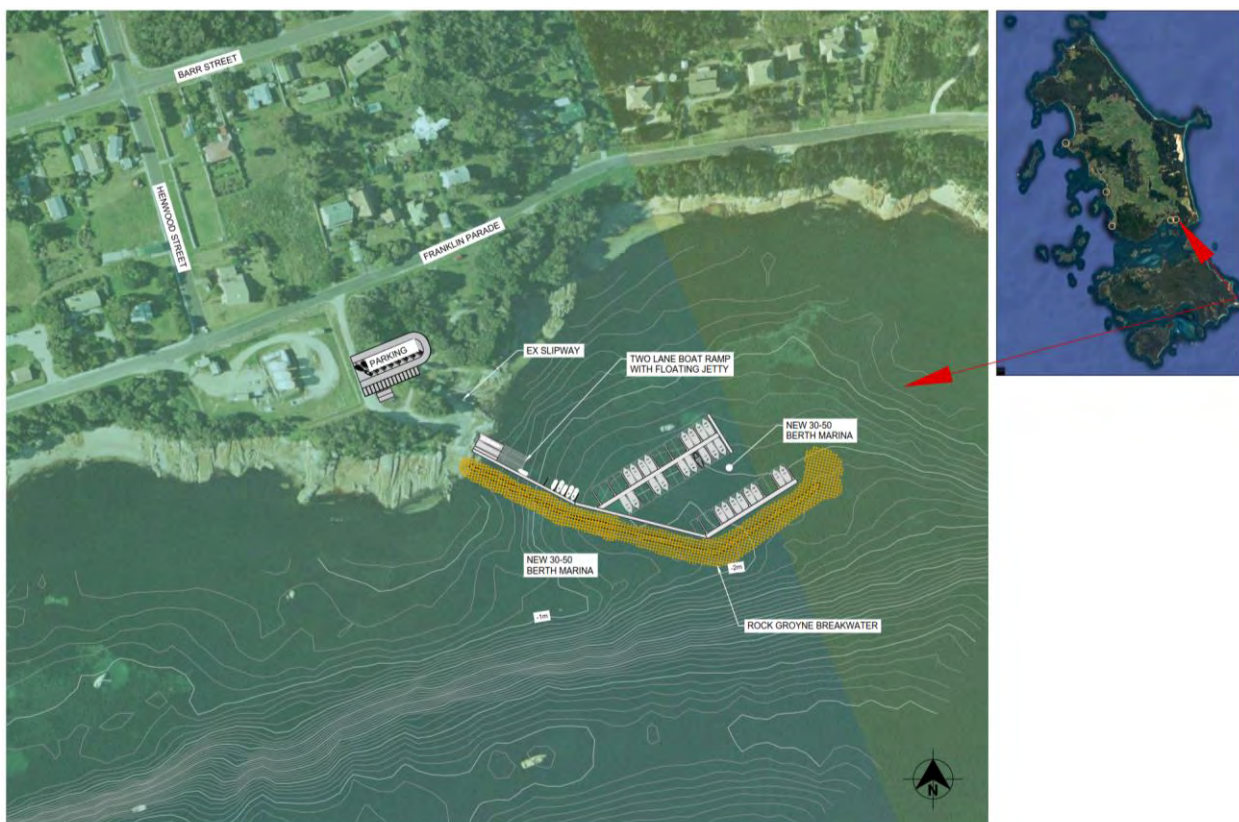 BARR STREET
HENWOOD STREET
FRANKLIN PARADE
PARKING
EX SLIPWAY
TWO LANE BOAT RAMP
WITH FLOATING JETTY
NEW 30-50
BERTH MARINA
NEW 30-50
BERTH MARINA
-2m
-1m
ROCK GROYNE BREAKWATER
N